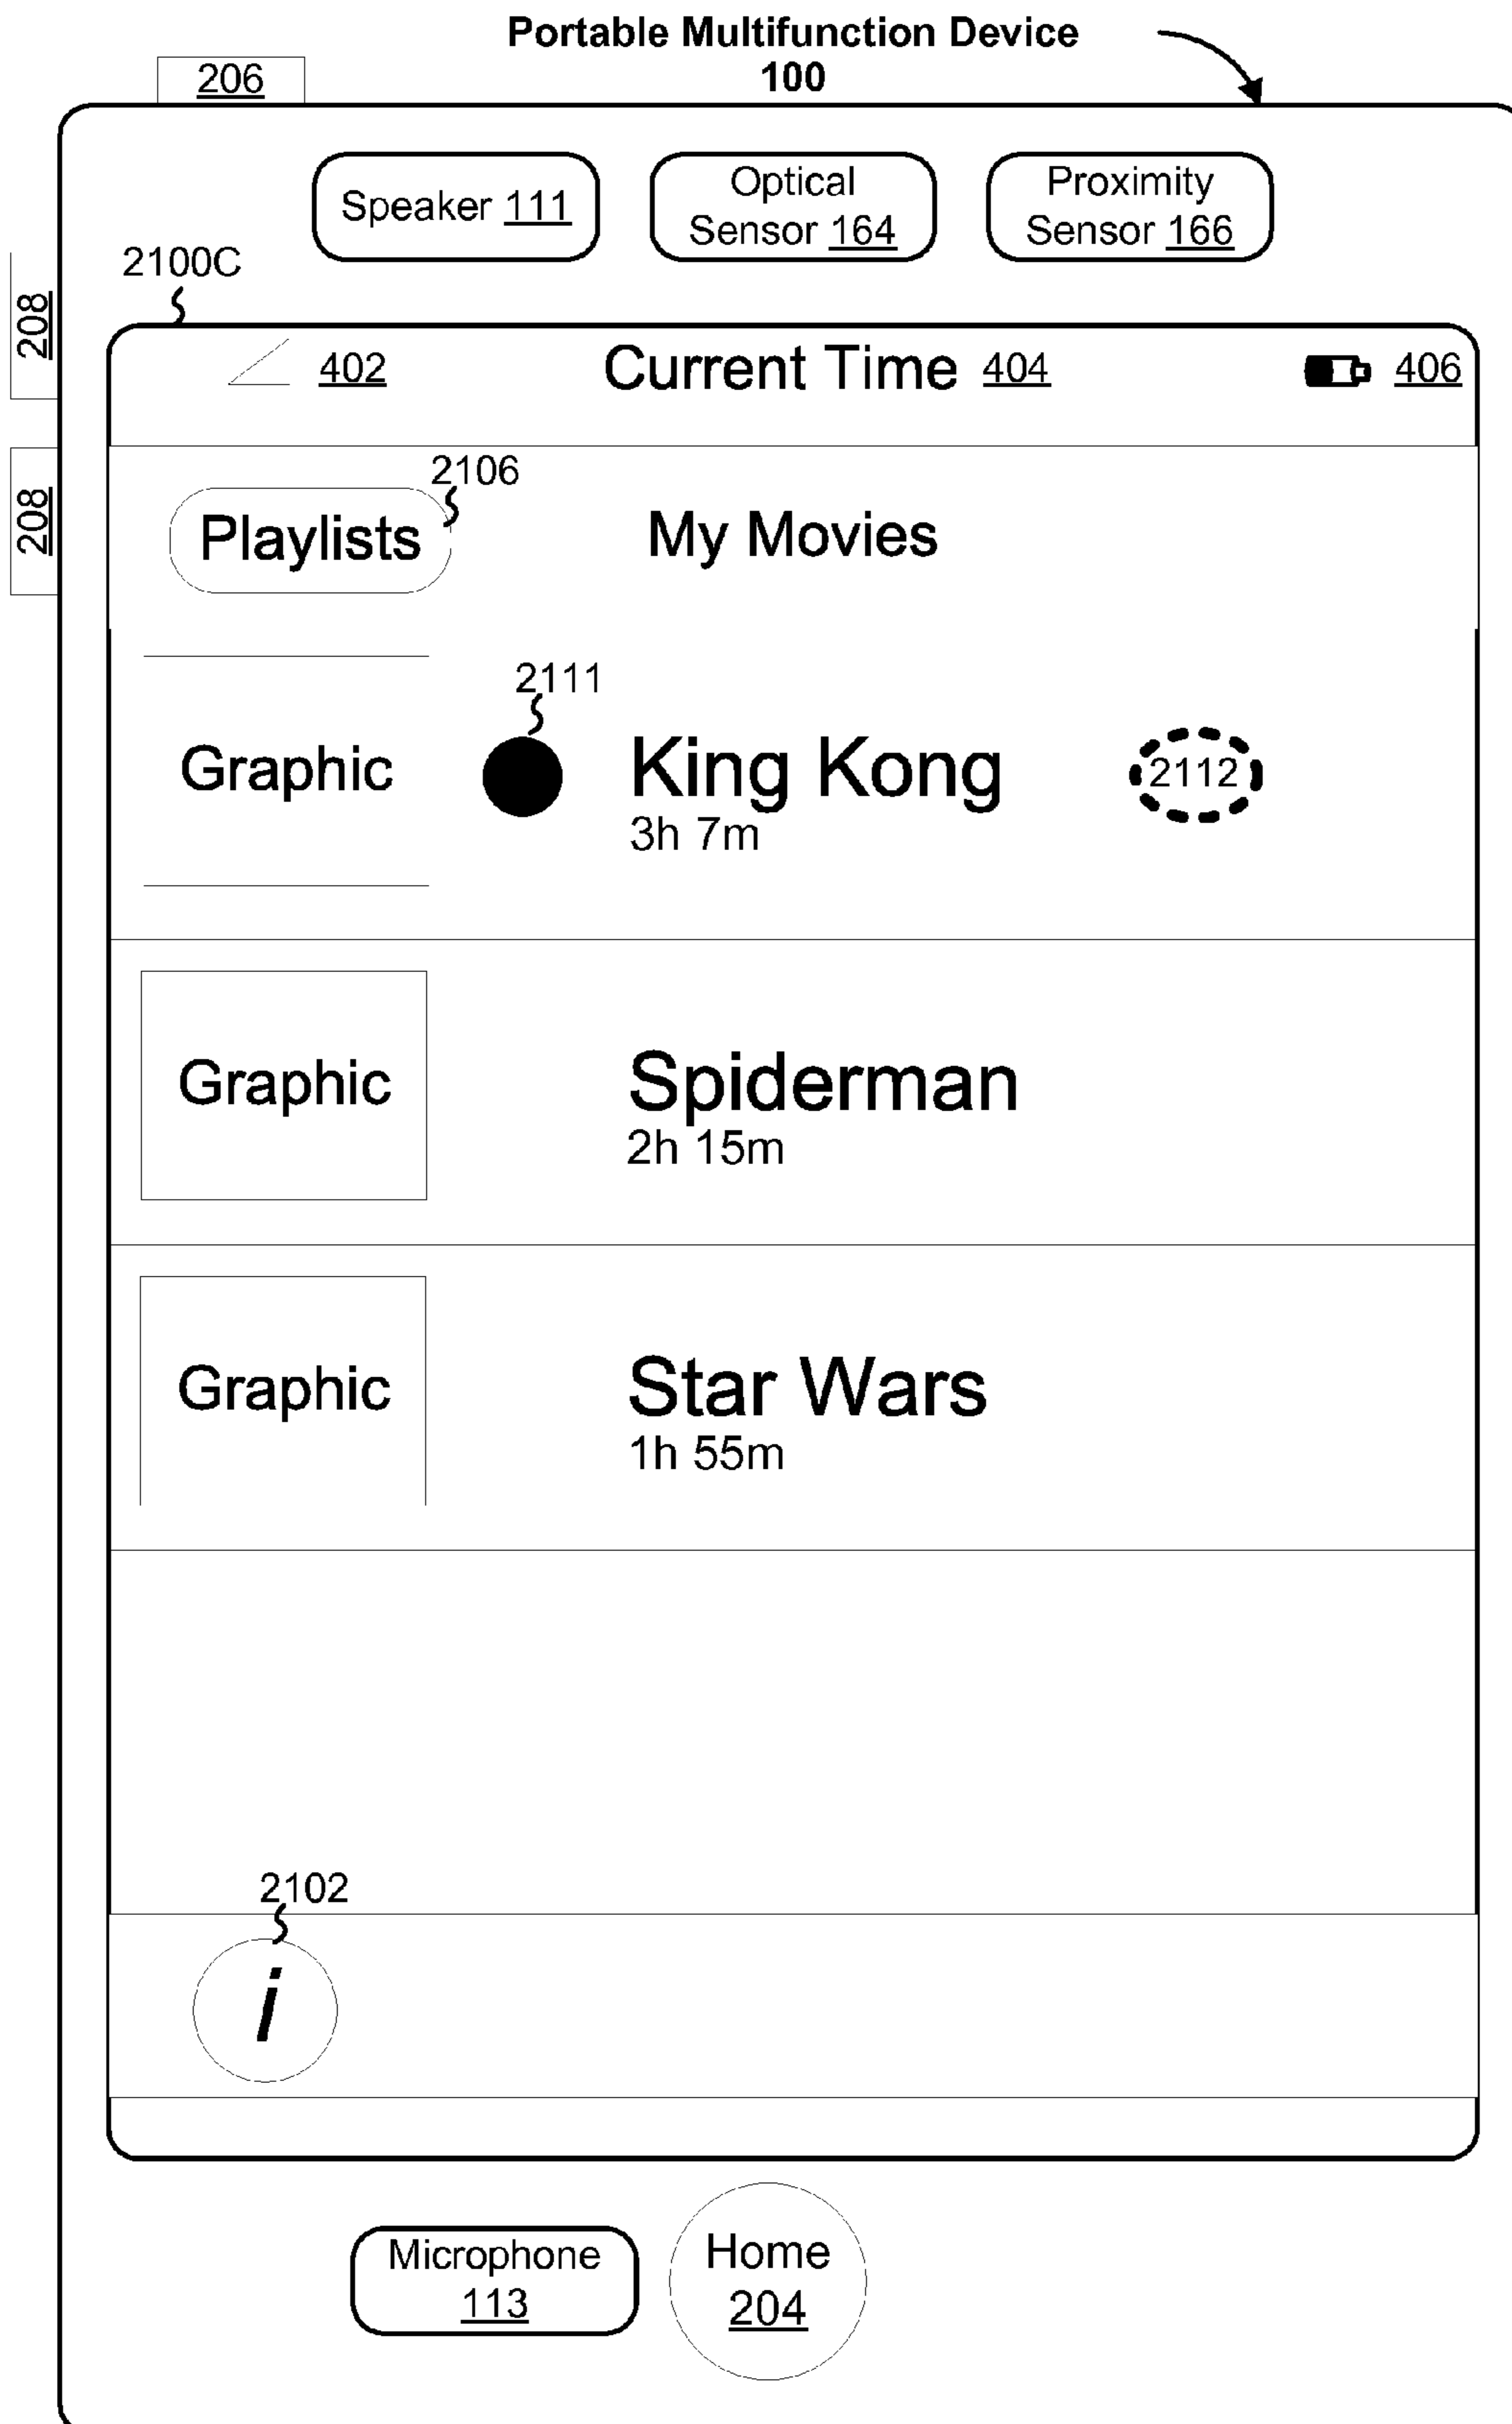 Portable Multifunction Device
100
206
Speaker 111
Optical
Sensor 164
Proximity
Sensor 166
2100C
208
402
Current Time 404
406
2106
208
Playlists
My Movies
2111
Graphic
King Kong
2112
3h 7m
Graphic
Spiderman
2h 15m
Graphic
Star Wars
1h 55m
2102
i
Microphone
113
Home
204